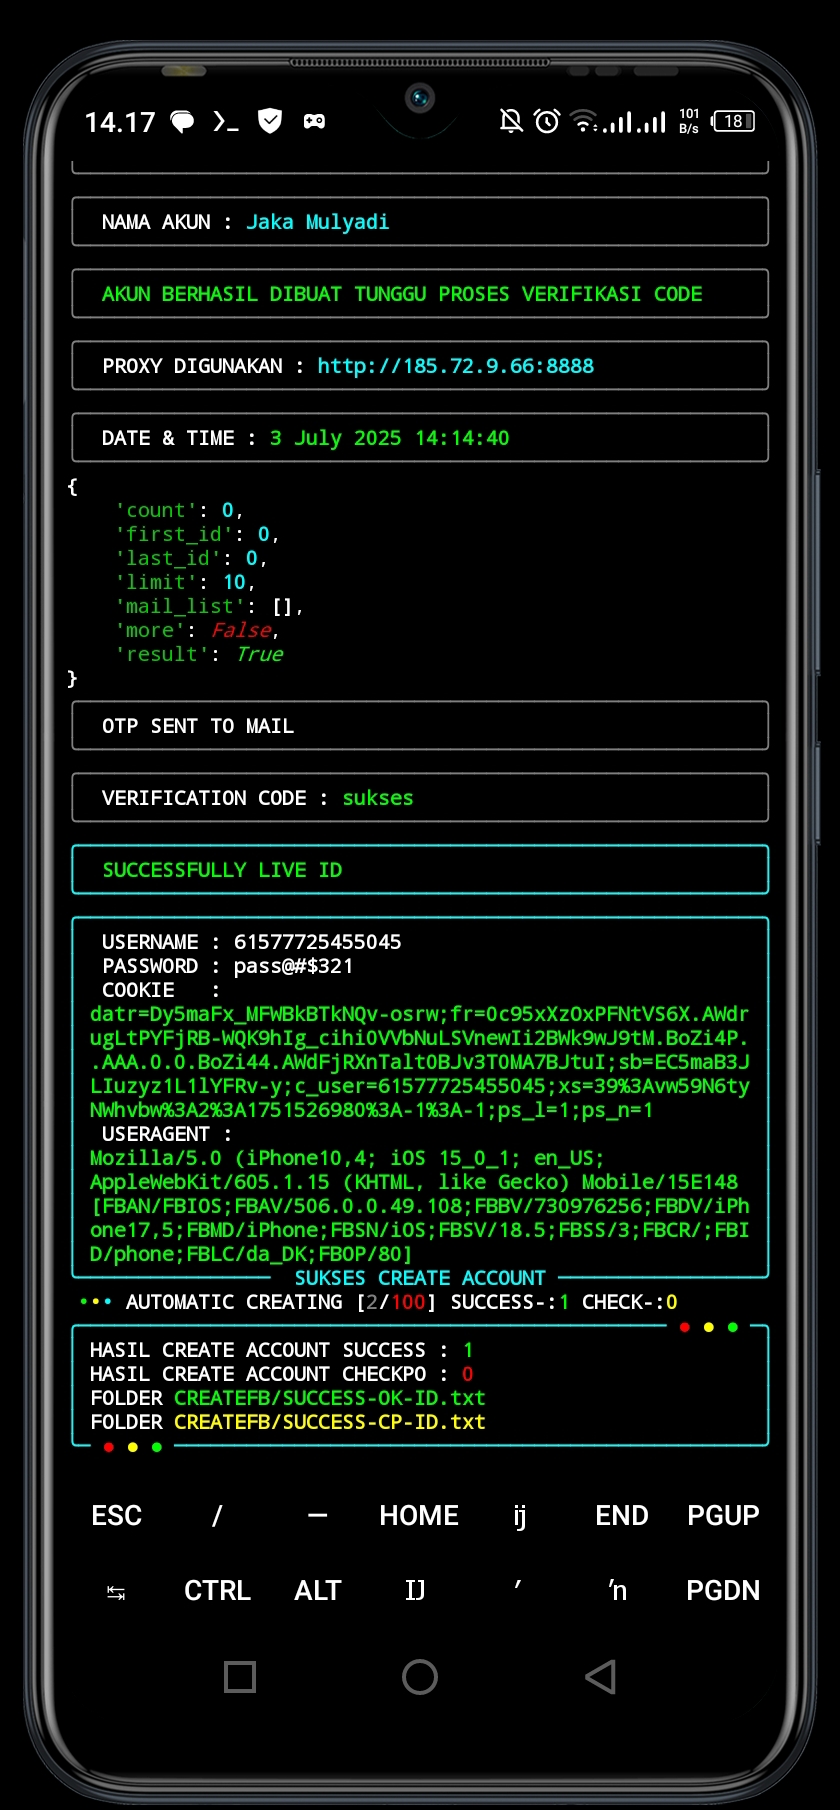 14.17
101
B/s
18
NAMA AKUN : Jaka Mulyadi
AKUN BERHASIL DIBUAT TUNGGU PROSES VERIFIKASI CODE
PROXY DIGUNAKAN : http://185.72.9.66:8888
DATE & TIME : 3 July 2025 14:14:40
{
'count': 0,
'first_id': 0,
'last_id': 0,
'limit': 10,
'mail_list': [],
'more': False,
'result': True
}
OTP SENT TO MAIL
VERIFICATION CODE : sukses
SUCCESSFULLY LIVE ID
USERNAME : 61577725455045
PASSWORD : pass@#$321
COOKIE :
datr=Dy5maFx_MFWBkBTkNQv-osrw;fr=0c95xXzOxPFNtVS6X.AWdr
ugLtPYFjRB-WQK9hIg_cihi0VVbNuLSVnewIi2BWk9wJ9tM.BoZi4P.
.AAA.0.0.BoZi44.AWdFjRXnTalt0BJv3T0MA7BJtuI;sb=EC5maB3J
LIuzyz1L1lYFRv-y;c_user=61577725455045;xs=39%3Avw59N6ty
NWhvbw%3A2%3A1751526980%3A-1%3A-1;ps_l=1;ps_n=1
USERAGENT :
Mozilla/5.0 (iPhone10,4; iOS 15_0_1; en_US;
AppleWebKit/605.1.15 (KHTML, like Gecko) Mobile/15E148
[FBAN/FBIOS;FBAV/506.0.0.49.108;FBBV/730976256;FBDV/iPh
one17,5;FBMD/iPhone;FBSN/iOS;FBSV/18.5;FBSS/3;FBCR/;FBI
D/phone;FBLC/da_DK;FBOP/80]
SUKSES CREATE ACCOUNT
AUTOMATIC CREATING [2/100] SUCCESS-:1 CHECK-:0
HASIL CREATE ACCOUNT SUCCESS : 1
HASIL CREATE ACCOUNT CHECKPO : 0
FOLDER CREATEFB/SUCCESS-OK-ID.txt
FOLDER CREATEFB/SUCCESS-CP-ID.txt
ESC / — HOME ĳ END PGUP
↹ CTRL ALT Ĳ ′ ŉ PGDN